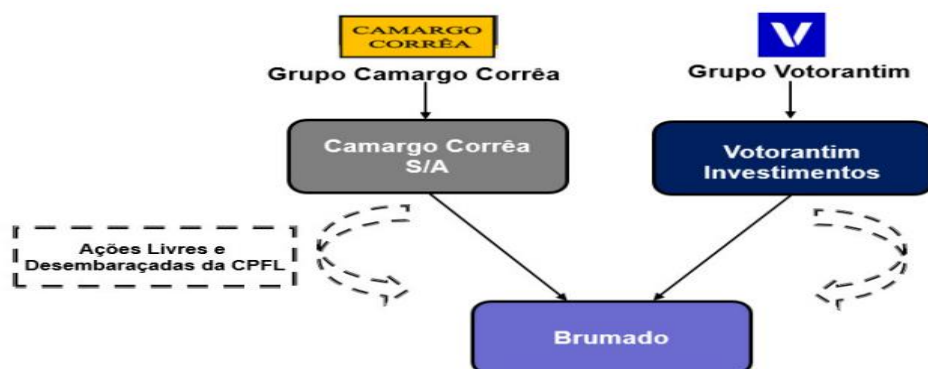 CAMARGO
CORRÊA
Grupo Camargo Corrêa
Grupo Votorantim
Camargo Corrêa
S/A
Votorantim
Investimentos
Ações Livres e
Desembaraçadas da CPFL
Brumado